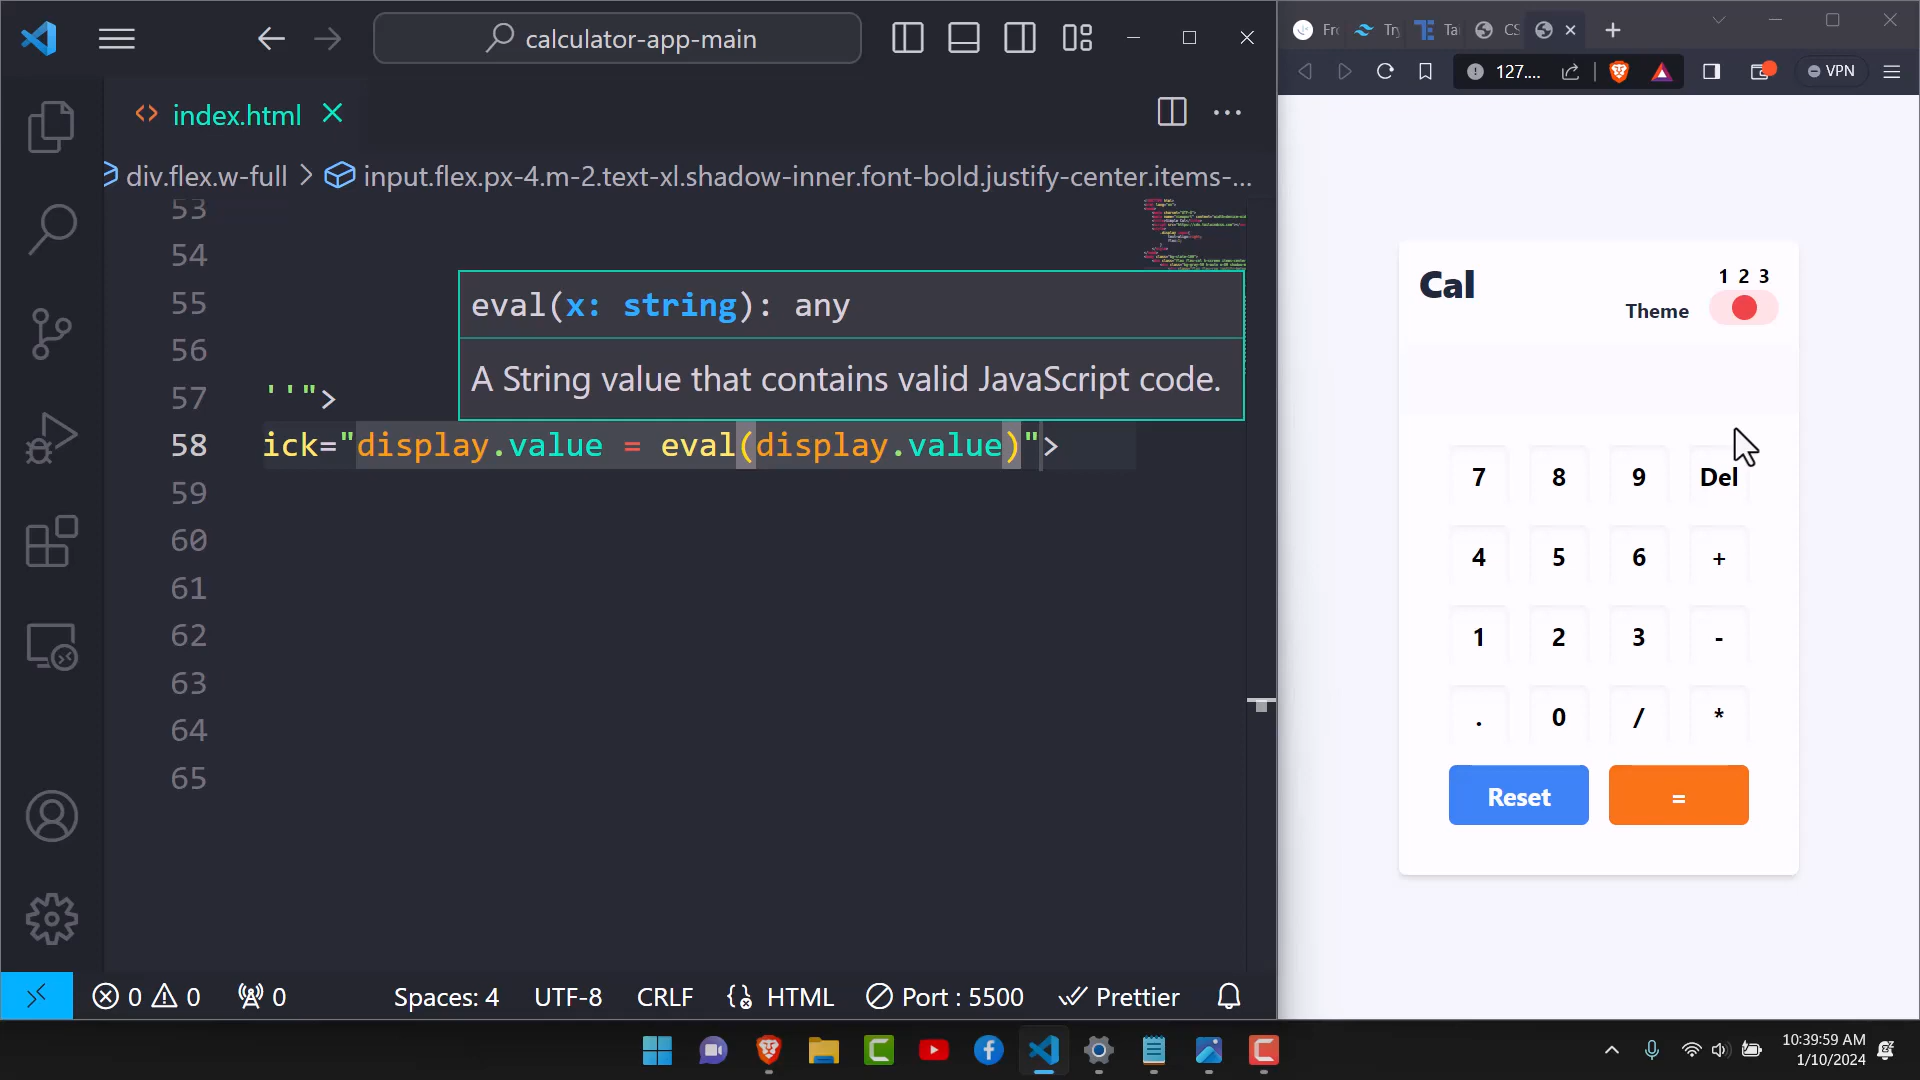 calculator-app-main
index.html
div.flex.w-full > input.flex.px-4.m-2.text-xl.shadow-inner.font-bold.justify-center.items-...
53
54
eval(x: string): any
55
56
A String value that contains valid JavaScript code.
57 ''">
58 ick="display.value = eval(display.value)">
59
60
61
62
63
64
65
0 0 0 Spaces: 4 UTF-8 CRLF HTML Port : 5500 Prettier
Fr Ty Ta CS
127.... VPN
Cal
1 2 3
Theme
7 8 9 Del
4 5 6 +
1 2 3 -
. 0 / *
Reset =
10:39:59 AM
1/10/2024